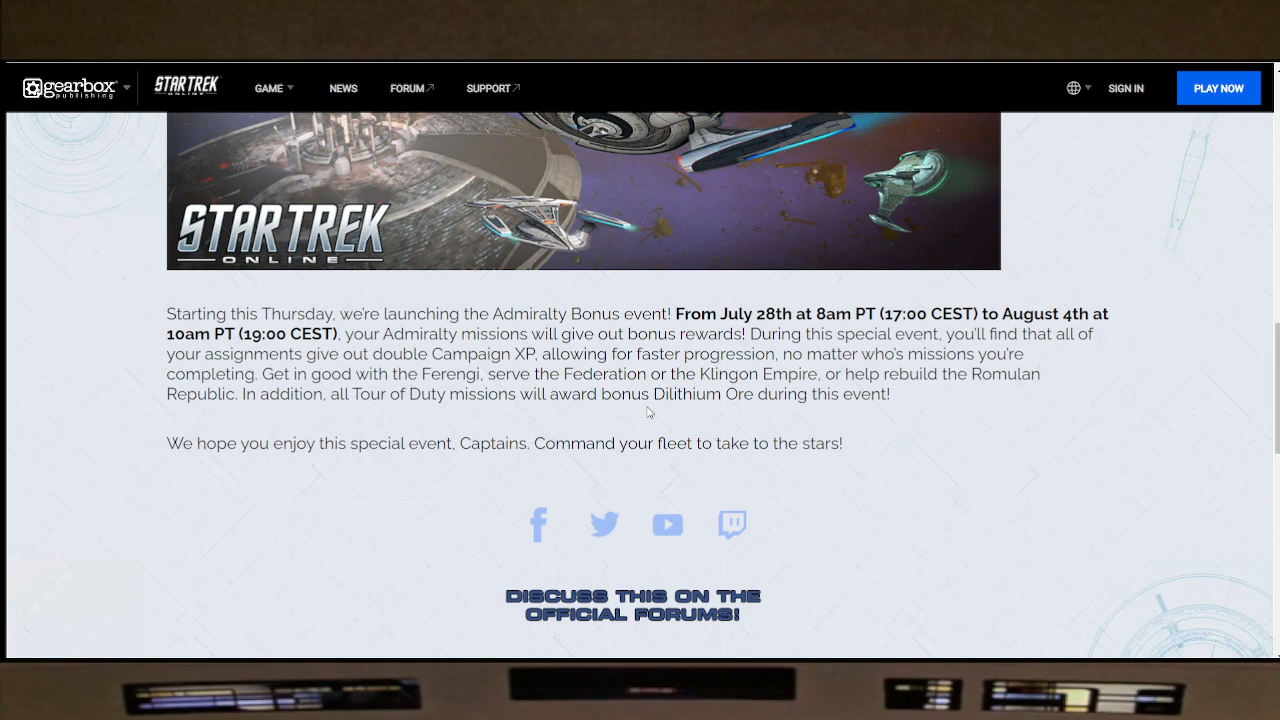 gearbox publishing STAR TREK ONLINE GAME NEWS FORUM SUPPORT SIGN IN PLAY NOW
STAR TREK
ONLINE
Starting this Thursday, we're launching the Admiralty Bonus event! From July 28th at 8am PT (17:00 CEST) to August 4th at
10am PT (19:00 CEST), your Admiralty missions will give out bonus rewards! During this special event, you'll find that all of
your assignments give out double Campaign XP, allowing for faster progression, no matter who's missions you're
completing. Get in good with the Ferengi, serve the Federation or the Klingon Empire, or help rebuild the Romulan
Republic. In addition, all Tour of Duty missions will award bonus Dilithium Ore during this event!
We hope you enjoy this special event, Captains. Command your fleet to take to the stars!
DISCUSS THIS ON THE
OFFICIAL FORUMS!